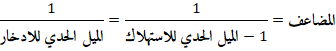 المضاعف = 1 / (1 − الميل الحدي للاستهلاك) = 1 / الميل الحدي للادخار